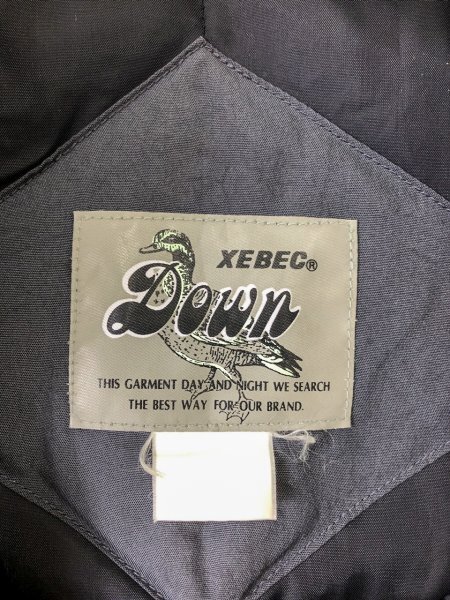 XEBEC®
Down
THIS GARMENT DAY AND NIGHT WE SEARCH
THE BEST WAY FOR OUR BRAND.